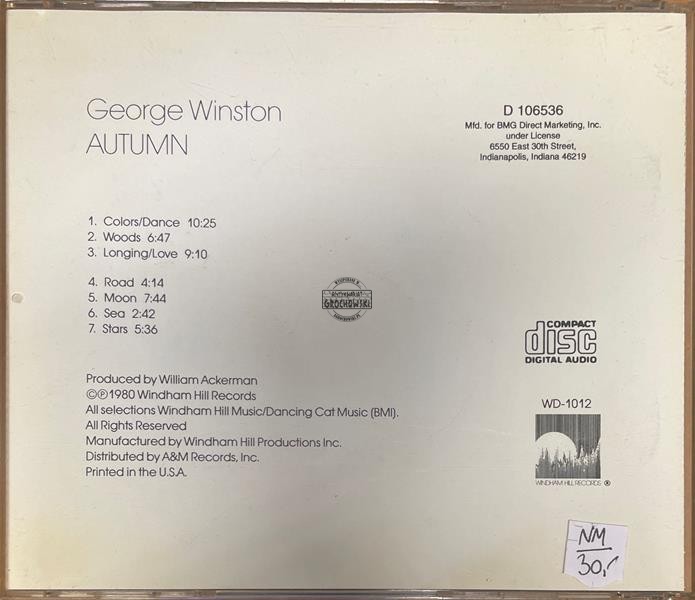 George Winston
AUTUMN
D 106536
Mfd. for BMG Direct Marketing, Inc.
under License
6550 East 30th Street,
Indianapolis, Indiana 46219
1. Colors/Dance 10:25
2. Woods 6:47
3. Longing/Love 9:10
4. Road 4:14
5. Moon 7:44
6. Sea 2:42
7. Stars 5:36
GROCHOWSKI
COMPACT
disc
DIGITAL AUDIO
Produced by William Ackerman
©℗1980 Windham Hill Records
All selections Windham Hill Music/Dancing Cat Music (BMI).
All Rights Reserved
Manufactured by Windham Hill Productions Inc.
Distributed by A&M Records, Inc.
Printed in the U.S.A.
WD-1012
WINDHAM HILL RECORDS ®
NM
30,-